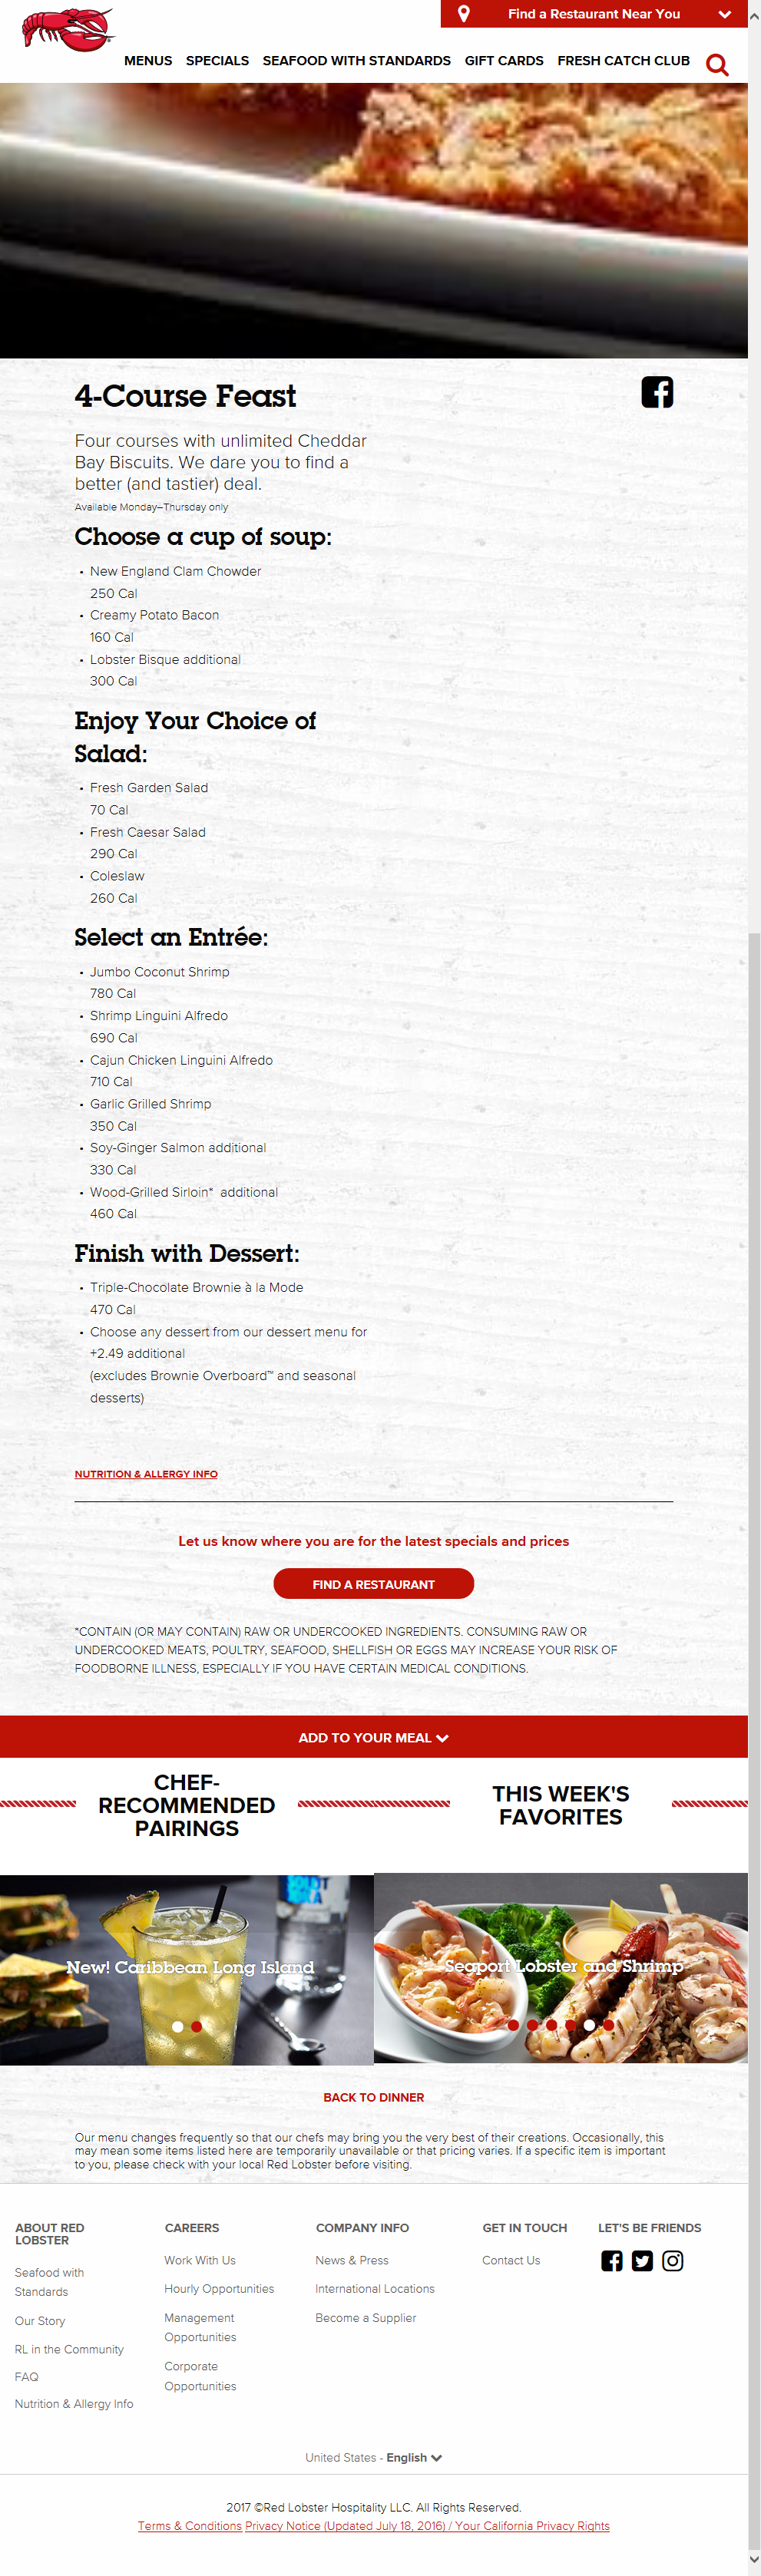 Find a Restaurant Near You
MENUS SPECIALS SEAFOOD WITH STANDARDS GIFT CARDS FRESH CATCH CLUB
4-Course Feast
Four courses with unlimited Cheddar
Bay Biscuits. We dare you to find a
better (and tastier) deal.
Available Monday–Thursday only
Choose a cup of soup:
• New England Clam Chowder
250 Cal
• Creamy Potato Bacon
160 Cal
• Lobster Bisque additional
300 Cal
Enjoy Your Choice of
Salad:
• Fresh Garden Salad
70 Cal
• Fresh Caesar Salad
290 Cal
• Coleslaw
260 Cal
Select an Entrée:
• Jumbo Coconut Shrimp
780 Cal
• Shrimp Linguini Alfredo
690 Cal
• Cajun Chicken Linguini Alfredo
710 Cal
• Garlic Grilled Shrimp
350 Cal
• Soy-Ginger Salmon additional
330 Cal
• Wood-Grilled Sirloin* additional
460 Cal
Finish with Dessert:
• Triple-Chocolate Brownie à la Mode
470 Cal
• Choose any dessert from our dessert menu for
+2.49 additional
(excludes Brownie Overboard™ and seasonal
desserts)
NUTRITION & ALLERGY INFO
Let us know where you are for the latest specials and prices
FIND A RESTAURANT
*CONTAIN (OR MAY CONTAIN) RAW OR UNDERCOOKED INGREDIENTS. CONSUMING RAW OR
UNDERCOOKED MEATS, POULTRY, SEAFOOD, SHELLFISH OR EGGS MAY INCREASE YOUR RISK OF
FOODBORNE ILLNESS, ESPECIALLY IF YOU HAVE CERTAIN MEDICAL CONDITIONS.
ADD TO YOUR MEAL
CHEF-
RECOMMENDED
PAIRINGS
THIS WEEK'S
FAVORITES
New! Caribbean Long Island
Seaport Lobster and Shrimp
BACK TO DINNER
Our menu changes frequently so that our chefs may bring you the very best of their creations. Occasionally, this
may mean some items listed here are temporarily unavailable or that pricing varies. If a specific item is important
to you, please check with your local Red Lobster before visiting.
ABOUT RED
LOBSTER
Seafood with
Standards
Our Story
RL in the Community
FAQ
Nutrition & Allergy Info
CAREERS
Work With Us
Hourly Opportunities
Management
Opportunities
Corporate
Opportunities
COMPANY INFO
News & Press
International Locations
Become a Supplier
GET IN TOUCH
Contact Us
LET'S BE FRIENDS
United States - English
2017 ©Red Lobster Hospitality LLC. All Rights Reserved.
Terms & Conditions Privacy Notice (Updated July 18, 2016) / Your California Privacy Rights